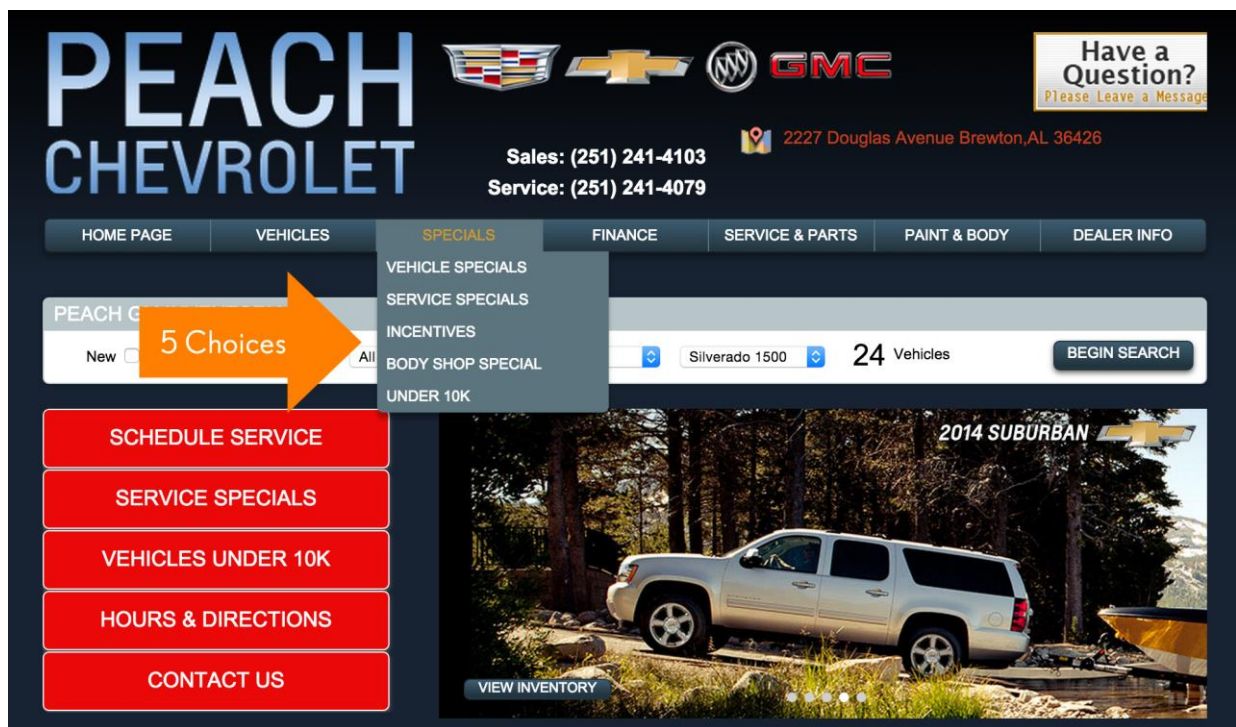 PEACH
CHEVROLET
GMC
Have a
Question?
Please Leave a Message
2227 Douglas Avenue Brewton,AL 36426
Sales: (251) 241-4103
Service: (251) 241-4079
HOME PAGE VEHICLES SPECIALS FINANCE SERVICE & PARTS PAINT & BODY DEALER INFO
VEHICLE SPECIALS
SERVICE SPECIALS
INCENTIVES
BODY SHOP SPECIAL
UNDER 10K
PEACH
5 Choices
New All Silverado 1500 24 Vehicles BEGIN SEARCH
SCHEDULE SERVICE
SERVICE SPECIALS
VEHICLES UNDER 10K
HOURS & DIRECTIONS
CONTACT US
2014 SUBURBAN
VIEW INVENTORY